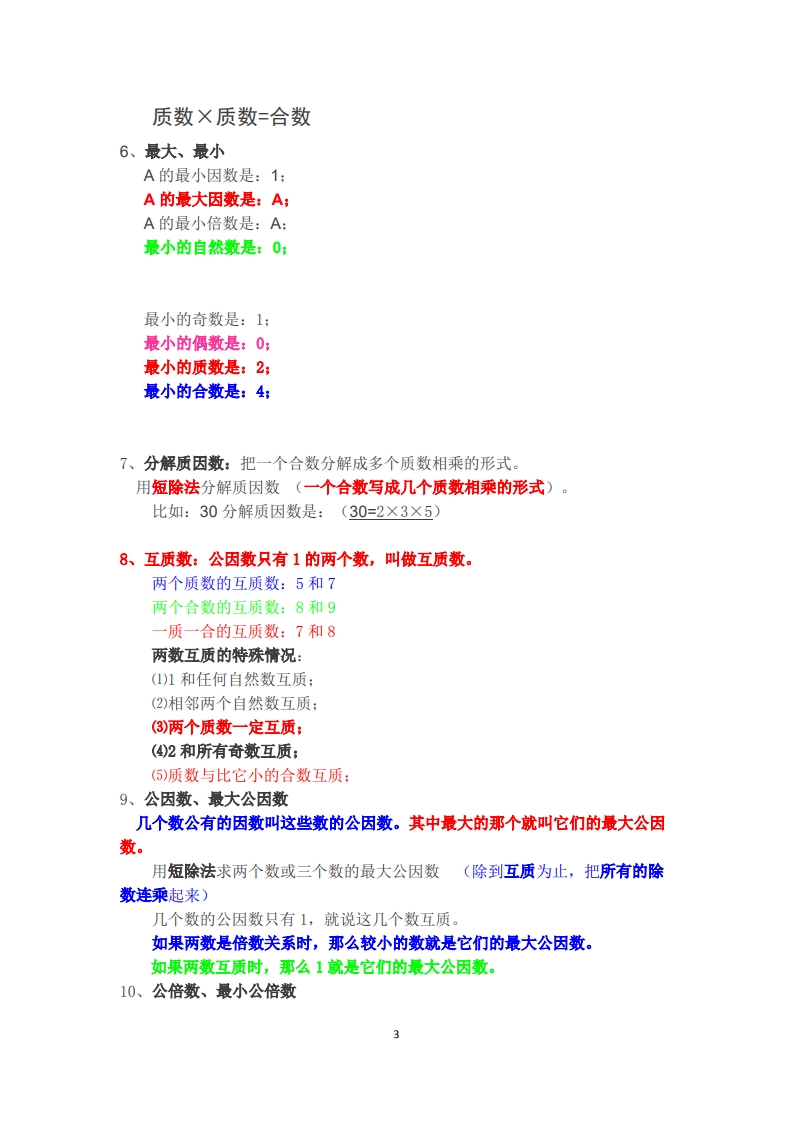 质数×质数=合数
6、最大、最小
A 的最小因数是：1；
A 的最大因数是：A；
A 的最小倍数是：A；
最小的自然数是：0；
最小的奇数是：1；
最小的偶数是：0；
最小的质数是：2；
最小的合数是：4；
7、分解质因数：把一个合数分解成多个质数相乘的形式。
用短除法分解质因数 （一个合数写成几个质数相乘的形式）。
比如：30 分解质因数是：（30=2×3×5）
8、互质数：公因数只有 1 的两个数，叫做互质数。
两个质数的互质数：5 和 7
两个合数的互质数：8 和 9
一质一合的互质数：7 和 8
两数互质的特殊情况：
⑴1 和任何自然数互质；
⑵相邻两个自然数互质；
⑶两个质数一定互质；
⑷2 和所有奇数互质；
⑸质数与比它小的合数互质；
9、公因数、最大公因数
几个数公有的因数叫这些数的公因数。其中最大的那个就叫它们的最大公因
数。
用短除法求两个数或三个数的最大公因数 （除到互质为止，把所有的除
数连乘起来）
几个数的公因数只有 1，就说这几个数互质。
如果两数是倍数关系时，那么较小的数就是它们的最大公因数。
如果两数互质时，那么 1 就是它们的最大公因数。
10、公倍数、最小公倍数
3